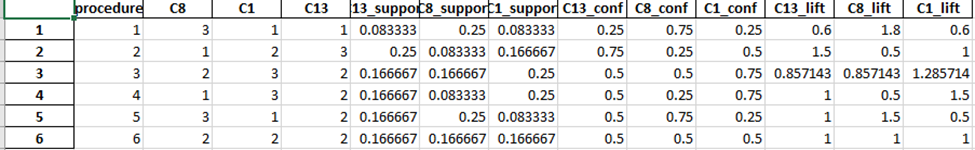 procedure C8 C1 C13 13_suppor C8_suppor C1_suppor C13_conf C8_conf C1_conf C13_lift C8_lift C1_lift
1 1 3 1 1 0.083333 0.25 0.083333 0.25 0.75 0.25 0.6 1.8 0.6
2 2 1 2 3 0.25 0.083333 0.166667 0.75 0.25 0.5 1.5 0.5 1
3 3 2 3 2 0.166667 0.166667 0.25 0.5 0.5 0.75 0.857143 0.857143 1.285714
4 4 1 3 2 0.166667 0.083333 0.25 0.5 0.25 0.75 1 0.5 1.5
5 5 3 1 2 0.166667 0.25 0.083333 0.5 0.75 0.25 1 1.5 0.5
6 6 2 2 2 0.166667 0.166667 0.166667 0.5 0.5 0.5 1 1 1